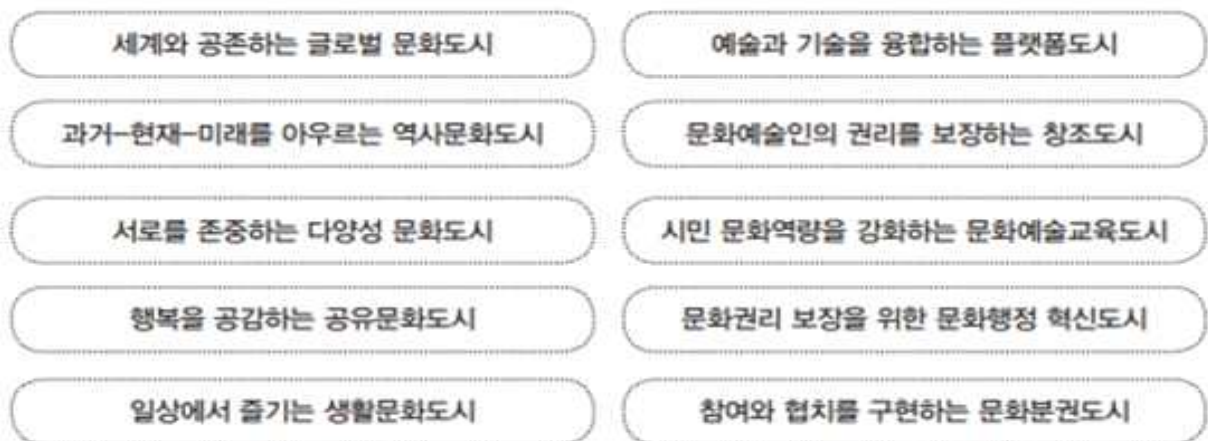 세계와 공존하는 글로벌 문화도시
예술과 기술을 융합하는 플랫폼도시
과거-현재-미래를 아우르는 역사문화도시
문화예술인의 권리를 보장하는 창조도시
서로를 존중하는 다양성 문화도시
시민 문화역량을 강화하는 문화예술교육도시
행복을 공감하는 공유문화도시
문화권리 보장을 위한 문화행정 혁신도시
일상에서 즐기는 생활문화도시
참여와 협치를 구현하는 문화분권도시